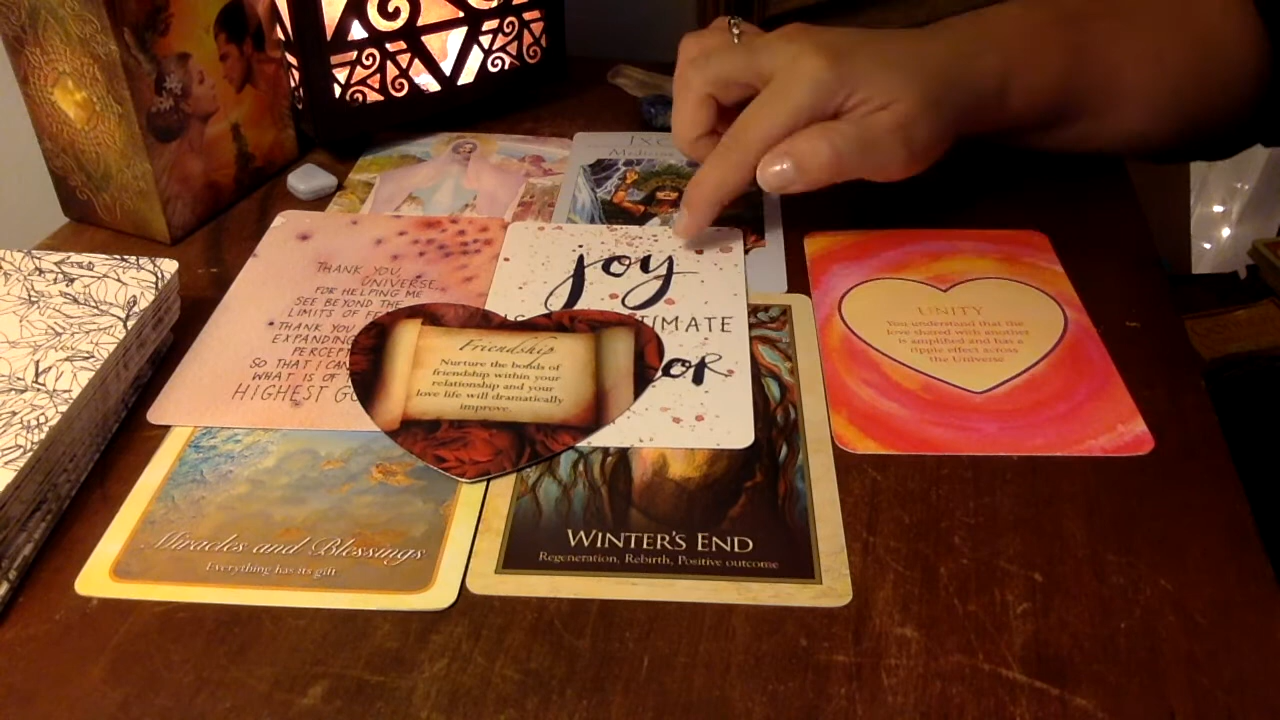 THANK YOU,
UNIVERSE,
FOR HELPING ME
SEE BEYOND THE
LIMITS OF
THANK YOU
EXPANDING
SO THAT I CAN
WHAT IS OF
HIGHEST
joy
Friendship
Nurture the bonds of
friendship within your
relationship and your
love life will dramatically
improve.
UNITY
You understand that the
love shared with another
is amplified and has a
ripple effect across
the Universe
Miracles and Blessings
Everything has its gift
WINTER'S END
Regeneration, Rebirth, Positive outcome